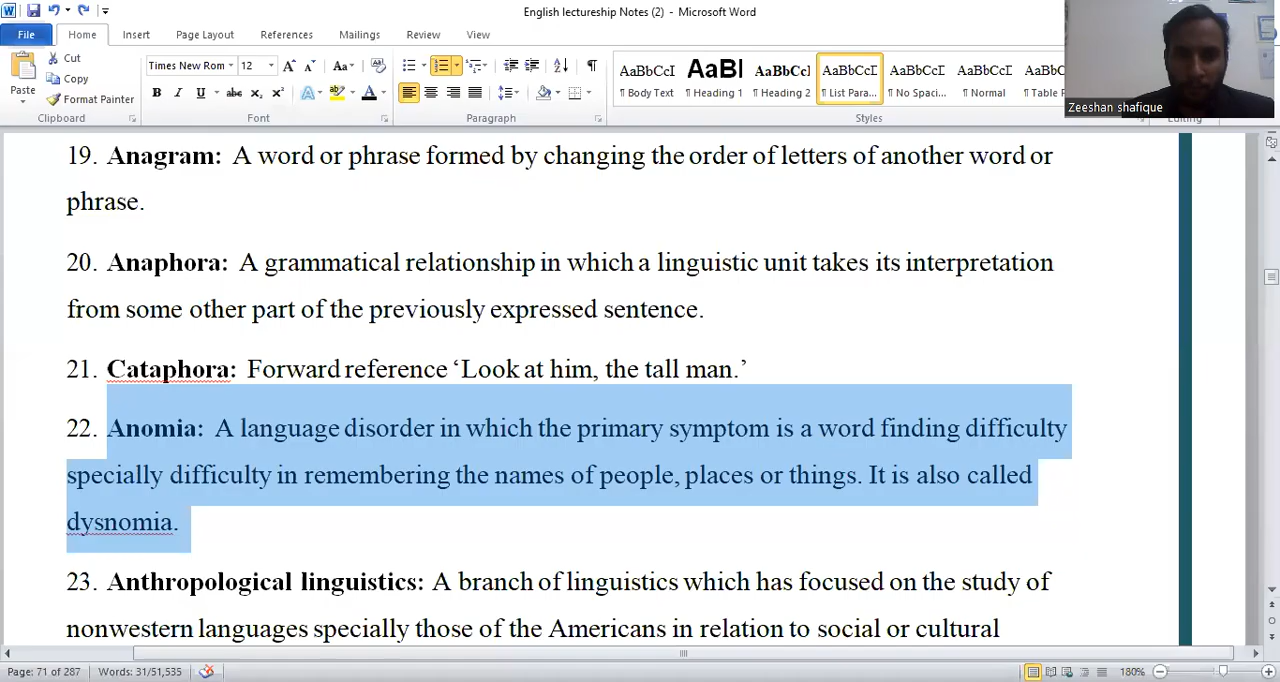 English lectureship Notes (2) - Microsoft Word
File Home Insert Page Layout References Mailings Review View
Paste
Cut
Copy
Format Painter
Clipboard
Times New Rom 12
Font
Paragraph
AaBbCcI AaBl AaBbCcI AaBbCcD AaBbCcD AaBbCcD AaBbC
¶ Body Text ¶ Heading 1 ¶ Heading 2 ¶ List Para... ¶ No Spaci... ¶ Normal ¶ Table P
Styles
Editing
Zeeshan shafique
19. Anagram: A word or phrase formed by changing the order of letters of another word or
phrase.
20. Anaphora: A grammatical relationship in which a linguistic unit takes its interpretation
from some other part of the previously expressed sentence.
21. Cataphora: Forward reference ‘Look at him, the tall man.’
22. Anomia: A language disorder in which the primary symptom is a word finding difficulty
specially difficulty in remembering the names of people, places or things. It is also called
dysnomia.
23. Anthropological linguistics: A branch of linguistics which has focused on the study of
nonwestern languages specially those of the Americans in relation to social or cultural
Page: 71 of 287 Words: 31/51,535 180%